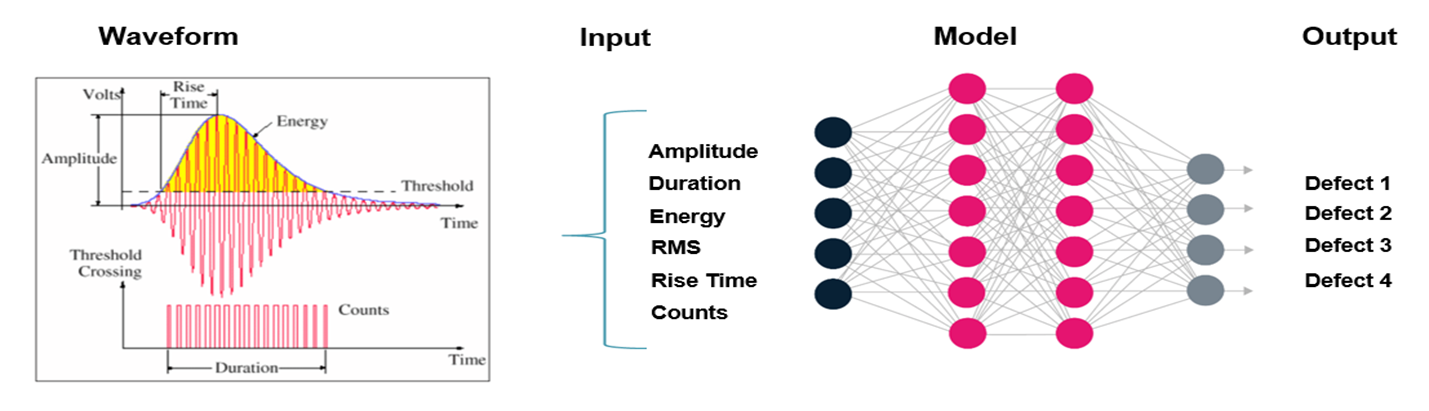 Waveform
Input
Model
Output
Rise
Time
Volts
Energy
Amplitude
Threshold
Time
Threshold
Crossing
Counts
Time
Duration
Amplitude
Duration
Energy
RMS
Rise Time
Counts
Defect 1
Defect 2
Defect 3
Defect 4